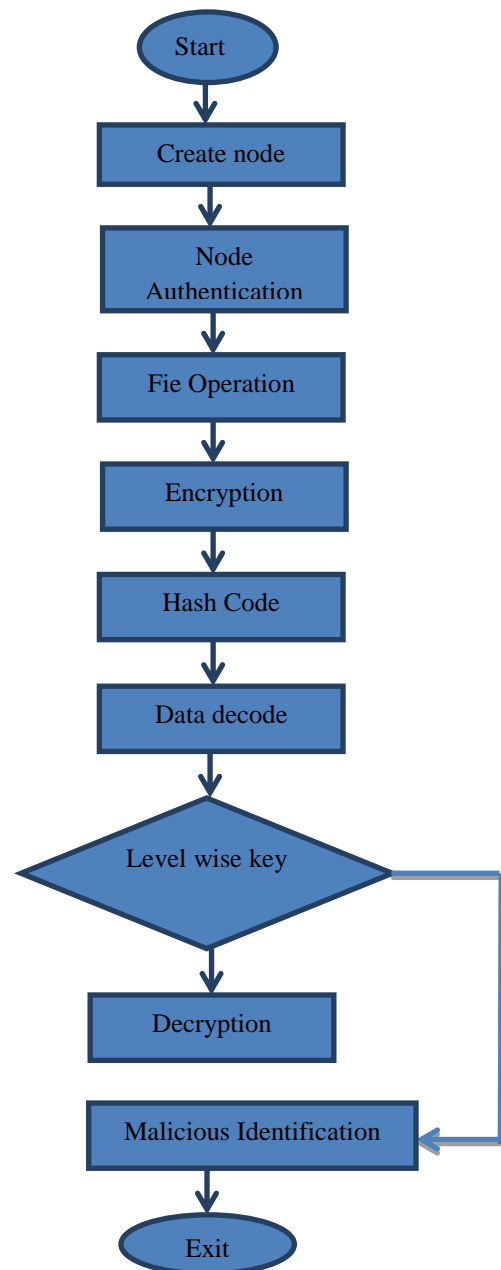 Start
Create node
Node
Authentication
Fie Operation
Encryption
Hash Code
Data decode
Level wise key
Decryption
Malicious Identification
Exit